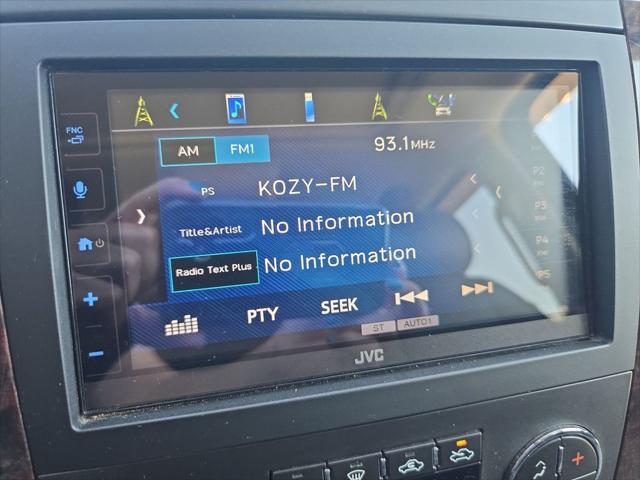 FNC
AM FM1 93.1MHz
PS KOZY-FM
Title&Artist No Information
Radio Text Plus No Information
PTY SEEK
ST AUTO1
P2
P3
P4
P5
JVC